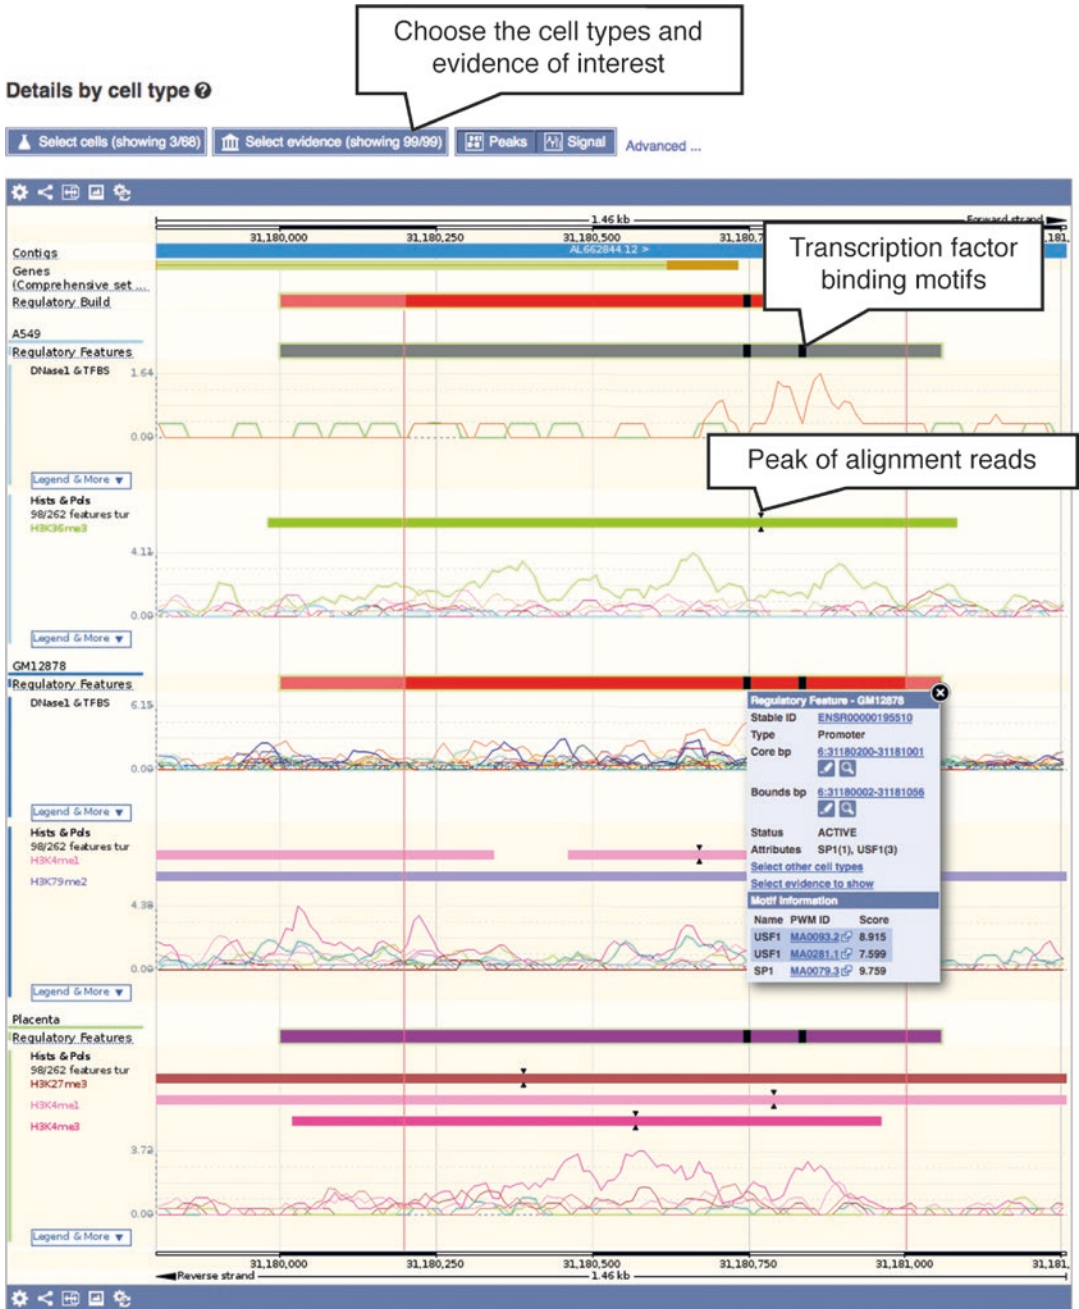 Choose the cell types and
evidence of interest
Details by cell type ?
Select cells (showing 3/68) Select evidence (showing 99/99) Peaks Signal Advanced ...
1.46 kb Forward strand
31,180,000 31,180,250 31,180,500 31,180,7 31,181,
Transcription factor
binding motifs
Contigs AL662844.12 >
Genes
(Comprehensive set ...
Regulatory Build
A549
Regulatory Features
DNase1 & TFBS 1.64
0.00
Peak of alignment reads
Legend & More ▼
Hists & Pols
98/262 features tur
H3K36me3
4.11
0.00
Legend & More ▼
GM12878
Regulatory Features
DNase1 & TFBS 6.15
0.00
Legend & More ▼
Hists & Pols
98/262 features tur
H3K4me1
H3K79me2
4.38
0.00
Legend & More ▼
Regulatory Feature - GM12878
Stable ID ENSR00000195510
Type Promoter
Core bp 6:31180200-31181001
Bounds bp 6:31180002-31181056
Status ACTIVE
Attributes SP1(1), USF1(3)
Select other cell types
Select evidence to show
Motif Information
Name PWM ID Score
USF1 MA0093.2 8.915
USF1 MA0281.1 7.599
SP1 MA0079.3 9.759
Placenta
Regulatory Features
Hists & Pols
98/262 features tur
H3K27me3
H3K4me1
H3K4me3
3.72
0.00
Legend & More ▼
31,180,000 31,180,250 31,180,500 31,180,750 31,181,000 31,181,
Reverse strand 1.46 kb